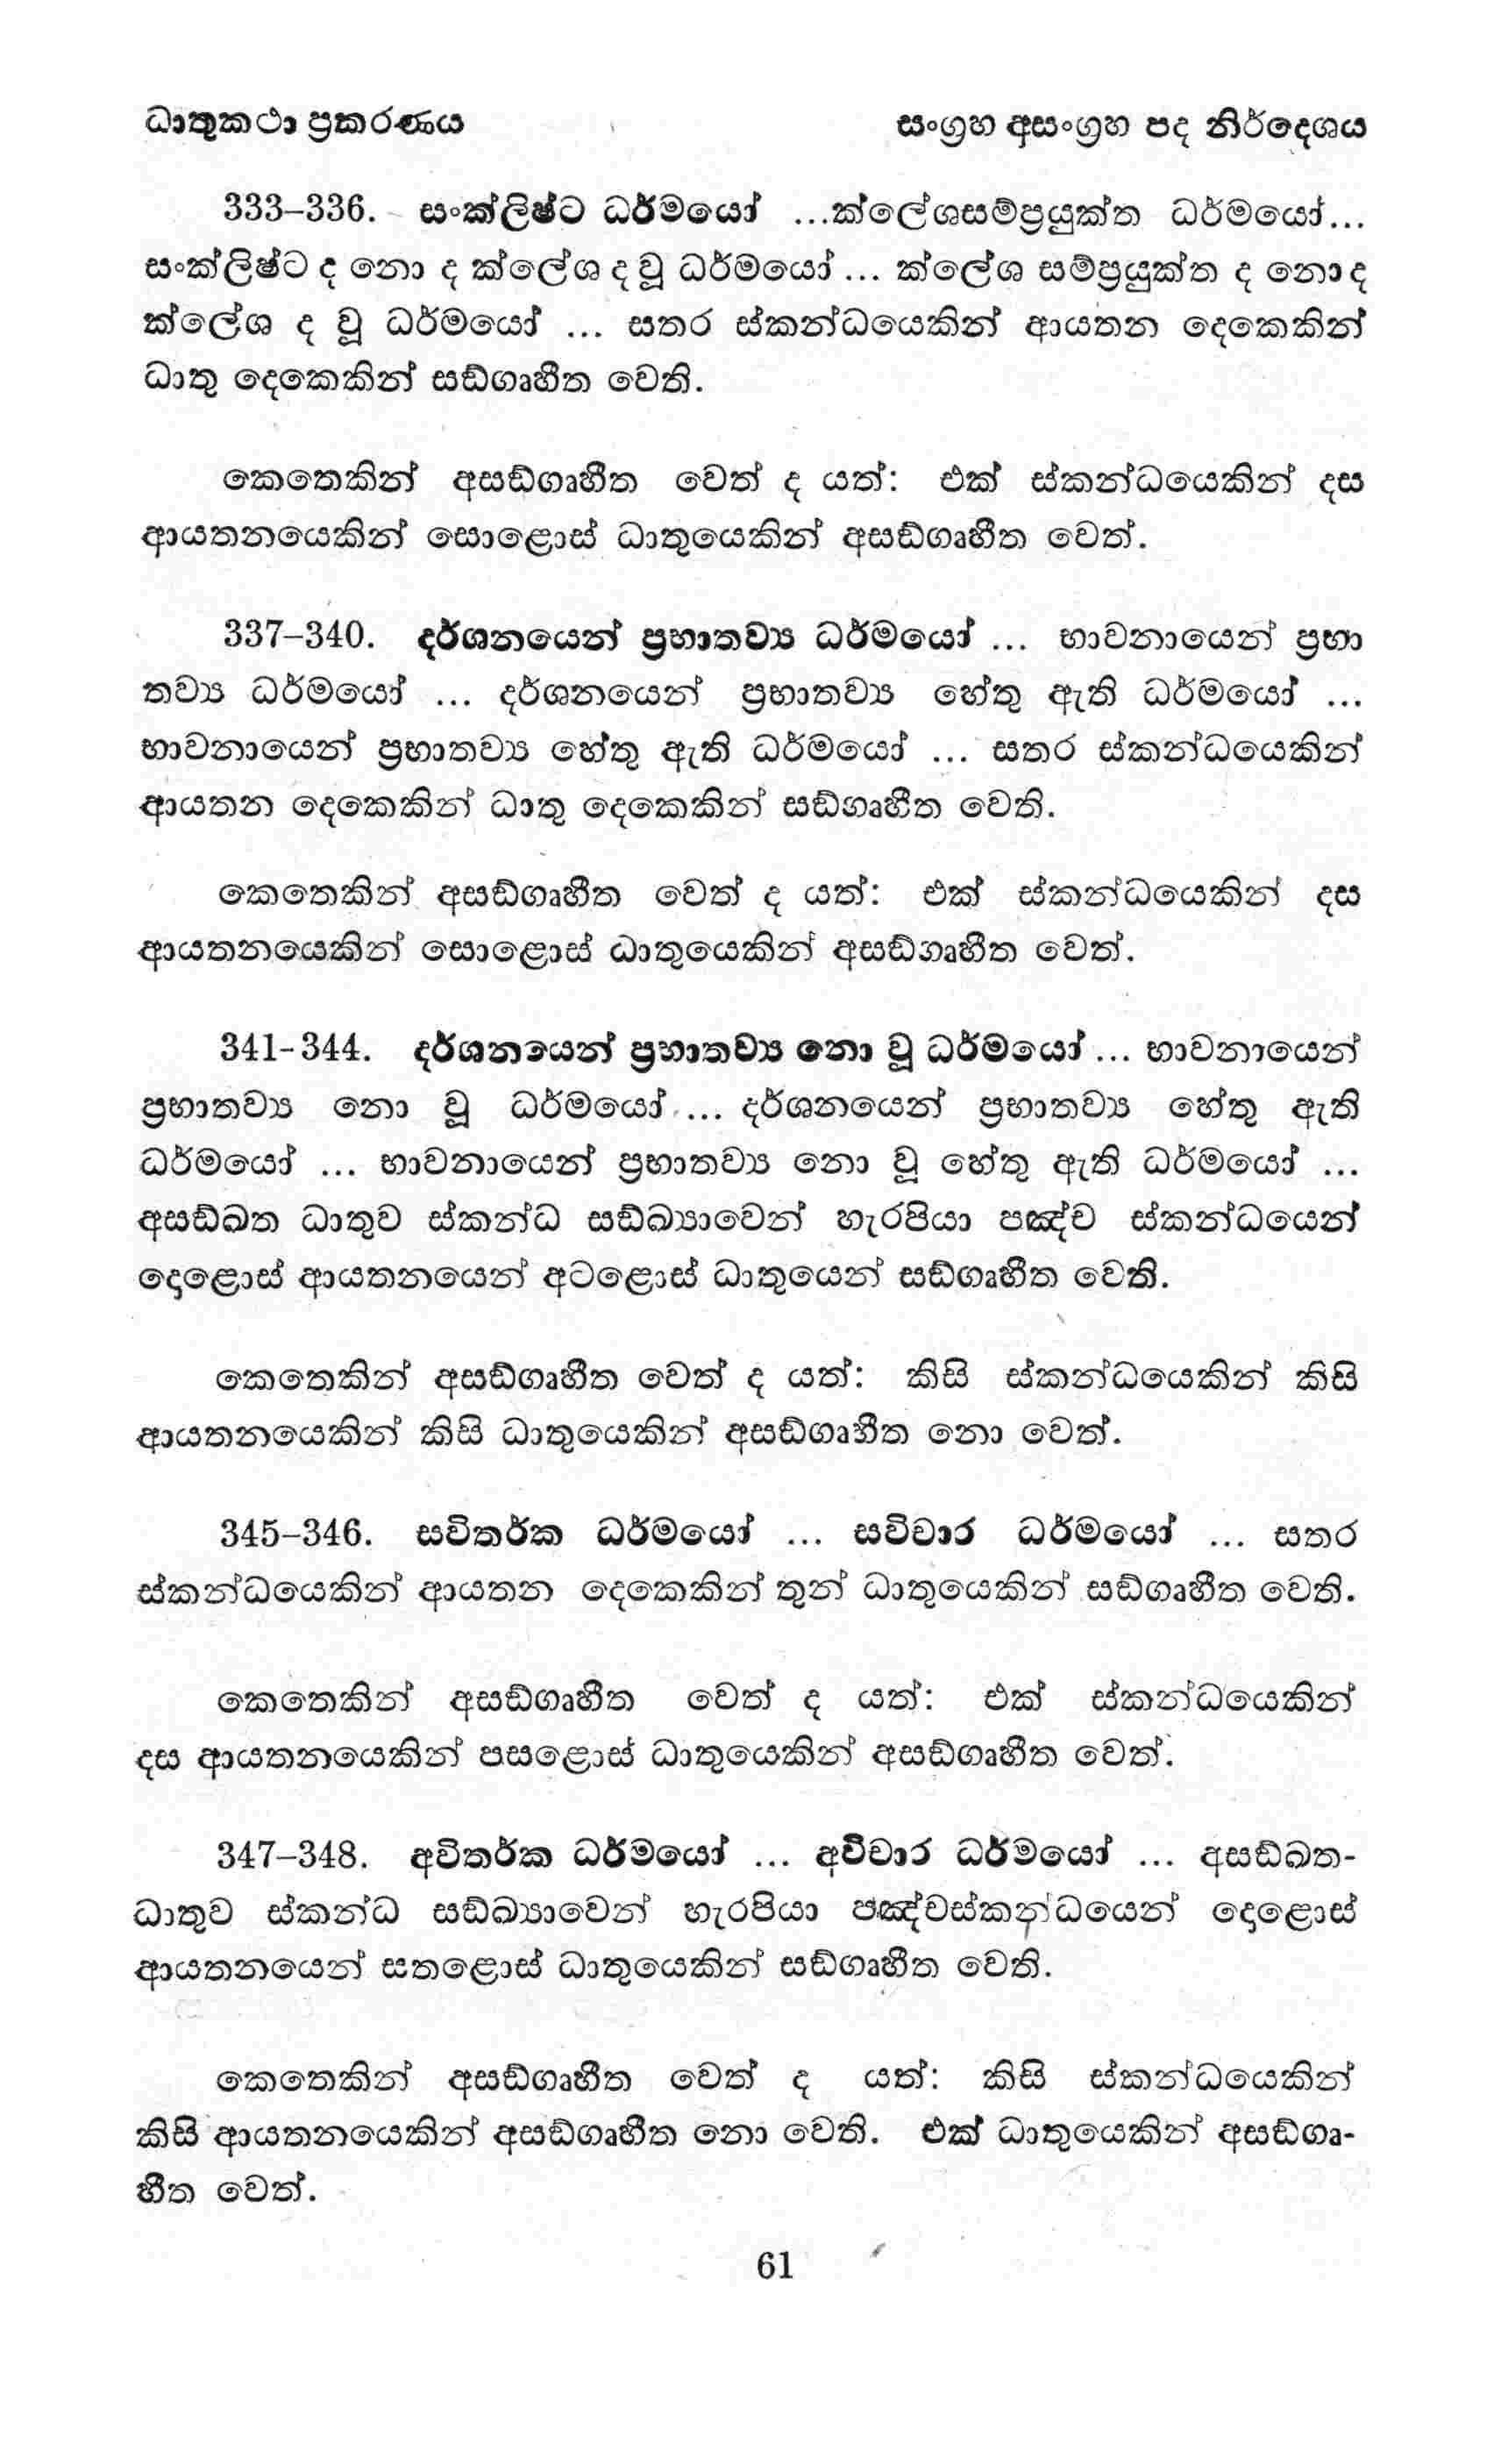 ධාතුකථා ප්‍රකරණය
සංග්‍රහ අසංග්‍රහ පද නිර්දෙශය
333–336. සංක්ලිෂ්ට ධර්මයෝ ...ක්ලේශසම්ප්‍රයුක්ත ධර්මයෝ...
සංක්ලිෂ්ට ද නො ද ක්ලේශ ද වූ ධර්මයෝ ... ක්ලේශ සම්ප්‍රයුක්ත ද නොද
ක්ලේශ ද වූ ධර්මයෝ ... සතර ස්කන්ධයෙකින් ආයතන දෙකෙකින්
ධාතු දෙකෙකින් සඞ්ගෘහීත වෙති.
කෙතෙකින් අසඞ්ගෘහීත වෙත් ද යත්: එක් ස්කන්ධයෙකින් දස
ආයතනයෙකින් සොළොස් ධාතුයෙකින් අසඞ්ගෘහීත වෙත්.
337–340. දර්ශනයෙන් ප්‍රහාතව්‍ය ධර්මයෝ ... භාවනායෙන් ප්‍රහා
තව්‍ය ධර්මයෝ ... දර්ශනයෙන් ප්‍රහාතව්‍ය හේතු ඇති ධර්මයෝ ...
භාවනායෙන් ප්‍රහාතව්‍ය හේතු ඇති ධර්මයෝ ... සතර ස්කන්ධයෙකින්
ආයතන දෙකෙකින් ධාතු දෙකෙකින් සඞ්ගෘහීත වෙති.
කෙතෙකින් අසඞ්ගෘහීත වෙත් ද යත්: එක් ස්කන්ධයෙකින් දස
ආයතනයෙකින් සොළොස් ධාතුයෙකින් අසඞ්ගෘහීත වෙත්.
341-344. දර්ශනයෙන් ප්‍රහාතව්‍ය නො වූ ධර්මයෝ ... භාවනායෙන්
ප්‍රහාතව්‍ය නො වූ ධර්මයෝ ... දර්ශනයෙන් ප්‍රහාතව්‍ය හේතු ඇති
ධර්මයෝ ... භාවනායෙන් ප්‍රහාතව්‍ය නො වූ හේතු ඇති ධර්මයෝ ...
අසඞ්ඛත ධාතුව ස්කන්ධ සඞ්ඛ්‍යාවෙන් හැරපියා පඤ්ච ස්කන්ධයෙන්
දොළොස් ආයතනයෙන් අටළොස් ධාතුයෙන් සඞ්ගෘහීත වෙති.
කෙතෙකින් අසඞ්ගෘහීත වෙත් ද යත්: කිසි ස්කන්ධයෙකින් කිසි
ආයතනයෙකින් කිසි ධාතුයෙකින් අසඞ්ගෘහීත නො වෙත්.
345–346. සවිතර්ක ධර්මයෝ ... සවිචාර ධර්මයෝ ... සතර
ස්කන්ධයෙකින් ආයතන දෙකෙකින් තුන් ධාතුයෙකින් සඞ්ගෘහීත වෙති.
කෙතෙකින් අසඞ්ගෘහීත වෙත් ද යත්: එක් ස්කන්ධයෙකින්
දස ආයතනයෙකින් පසළොස් ධාතුයෙකින් අසඞ්ගෘහීත වෙත්.
347–348. අවිතර්ක ධර්මයෝ ... අවිචාර ධර්මයෝ ... අසඞ්ඛත-
ධාතුව ස්කන්ධ සඞ්ඛ්‍යාවෙන් හැරපියා පඤ්චස්කන්ධයෙන් දොළොස්
ආයතනයෙන් සතළොස් ධාතුයෙකින් සඞ්ගෘහීත වෙති.
කෙතෙකින් අසඞ්ගෘහීත වෙත් ද යත්: කිසි ස්කන්ධයෙකින්
කිසි ආයතනයෙකින් අසඞ්ගෘහීත නො වෙති. එක් ධාතුයෙකින් අසඞ්ගෘ-
හීත වෙත්.
61